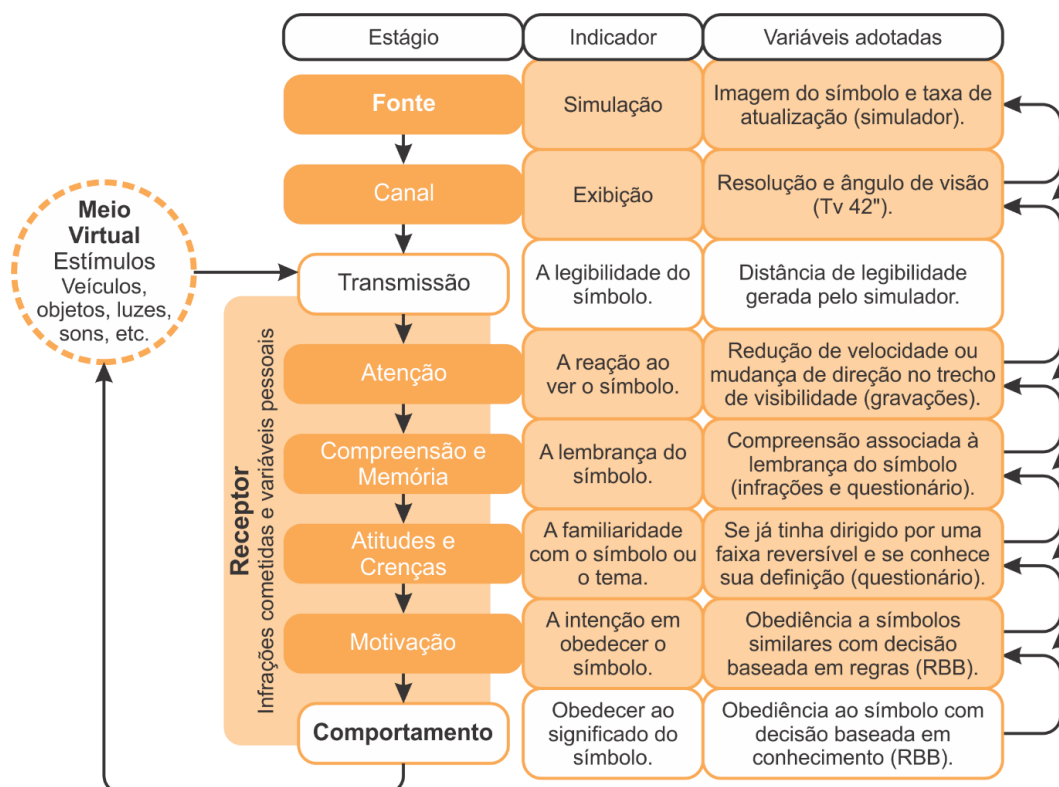 Estágio
Indicador
Variáveis adotadas
Fonte
Simulação
Imagem do símbolo e taxa de
atualização (simulador).
Canal
Exibição
Resolução e ângulo de visão
(Tv 42").
Meio
Virtual
Estímulos
Veículos,
objetos, luzes,
sons, etc.
Transmissão
A legibilidade do
símbolo.
Distância de legibilidade
gerada pelo simulador.
Receptor
Infrações cometidas e variáveis pessoais
Atenção
A reação ao
ver o símbolo.
Redução de velocidade ou
mudança de direção no trecho
de visibilidade (gravações).
Compreensão e
Memória
A lembrança do
símbolo.
Compreensão associada à
lembrança do símbolo
(infrações e questionário).
Atitudes e
Crenças
A familiaridade
com o símbolo ou
o tema.
Se já tinha dirigido por uma
faixa reversível e se conhece
sua definição (questionário).
Motivação
A intenção em
obedecer o
símbolo.
Obediência a símbolos
similares com decisão
baseada em regras (RBB).
Comportamento
Obedecer ao
significado do
símbolo.
Obediência ao símbolo com
decisão baseada em
conhecimento (RBB).